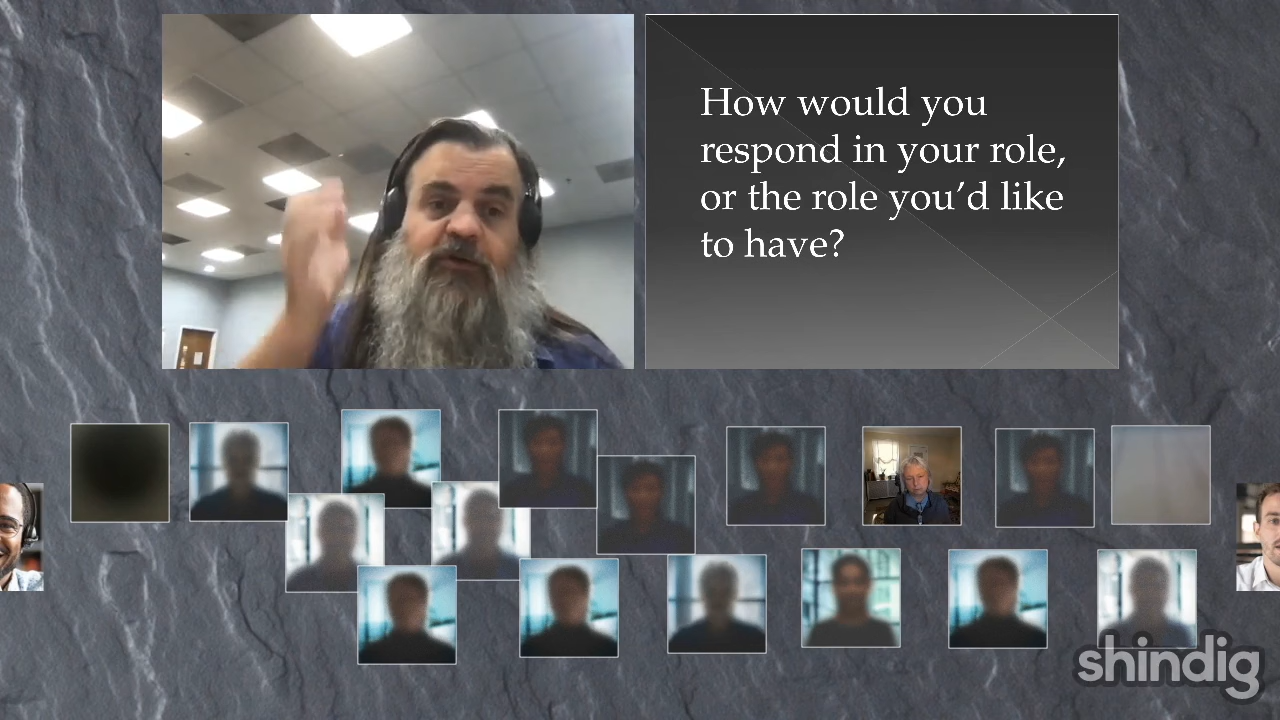 How would you
respond in your role,
or the role you’d like
to have?
shindig